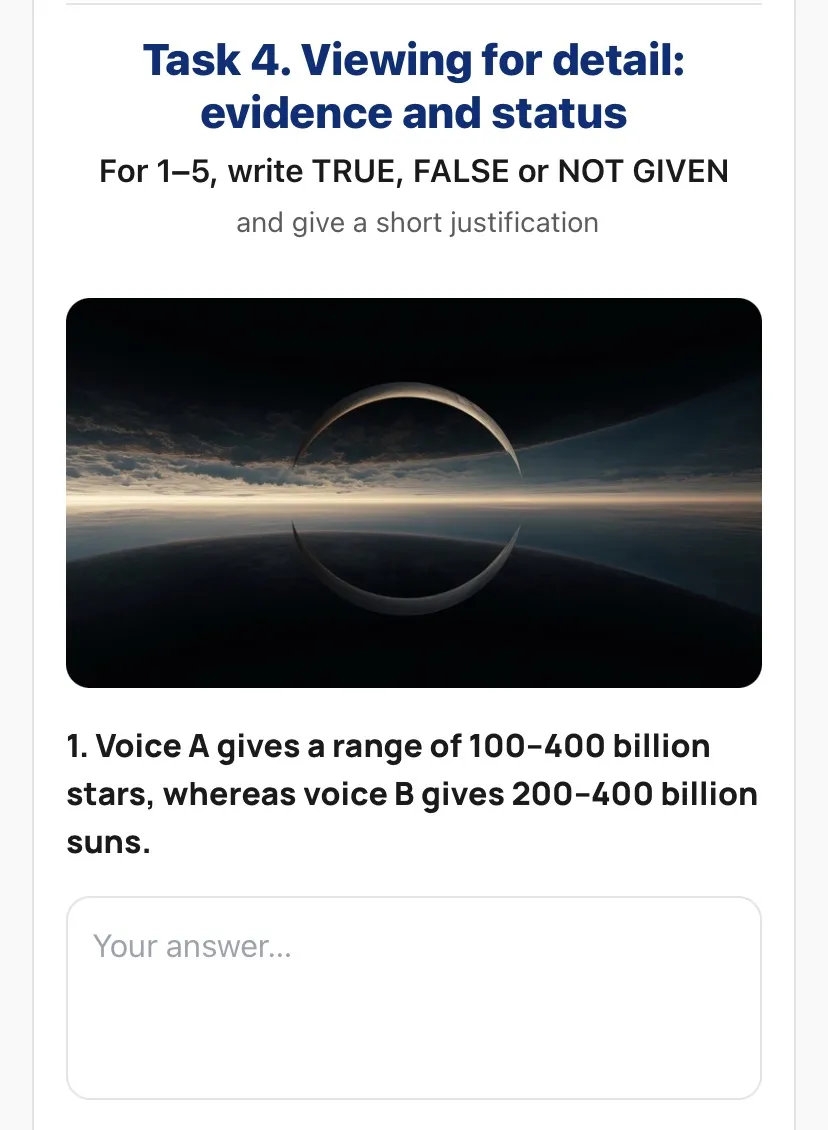 Task 4. Viewing for detail:
evidence and status
For 1–5, write TRUE, FALSE or NOT GIVEN
and give a short justification
1. Voice A gives a range of 100–400 billion
stars, whereas voice B gives 200–400 billion
suns.
Your answer...